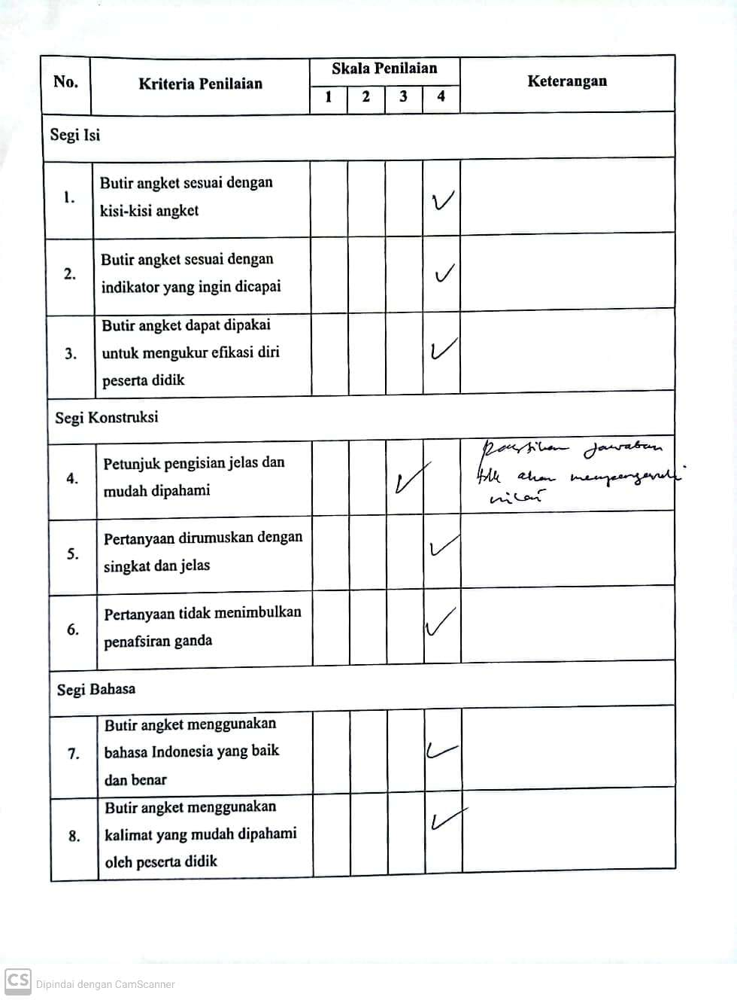 No. Kriteria Penilaian Skala Penilaian Keterangan
1 2 3 4
Segi Isi
1. Butir angket sesuai dengan
kisi-kisi angket ✓
2. Butir angket sesuai dengan
indikator yang ingin dicapai ✓
3. Butir angket dapat dipakai
untuk mengukur efikasi diri ✓
peserta didik
Segi Konstruksi
4. Petunjuk pengisian jelas dan
mudah dipahami ✓
jawaban
akan mempengaruhi
nilai
5. Pertanyaan dirumuskan dengan
singkat dan jelas ✓
6. Pertanyaan tidak menimbulkan
penafsiran ganda ✓
Segi Bahasa
7. Butir angket menggunakan
bahasa Indonesia yang baik ✓
dan benar
8. Butir angket menggunakan
kalimat yang mudah dipahami ✓
oleh peserta didik
CS Dipindai dengan CamScanner